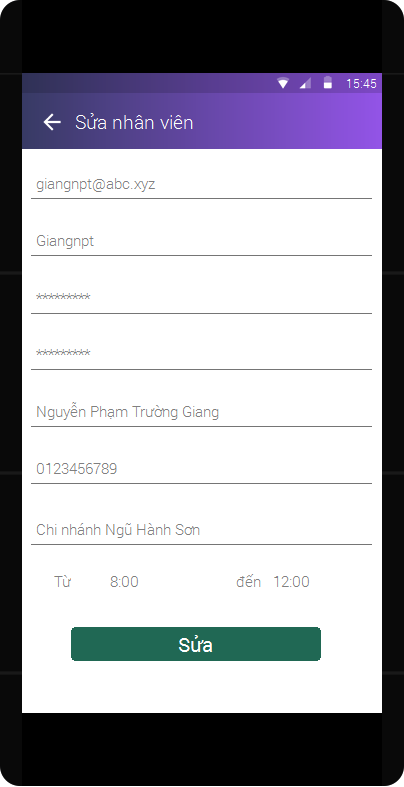 15:45
Sửa nhân viên
giangnpt@abc.xyz
Giangnpt
*********
*********
Nguyễn Phạm Trường Giang
0123456789
Chi nhánh Ngũ Hành Sơn
Từ 8:00 đến 12:00
Sửa